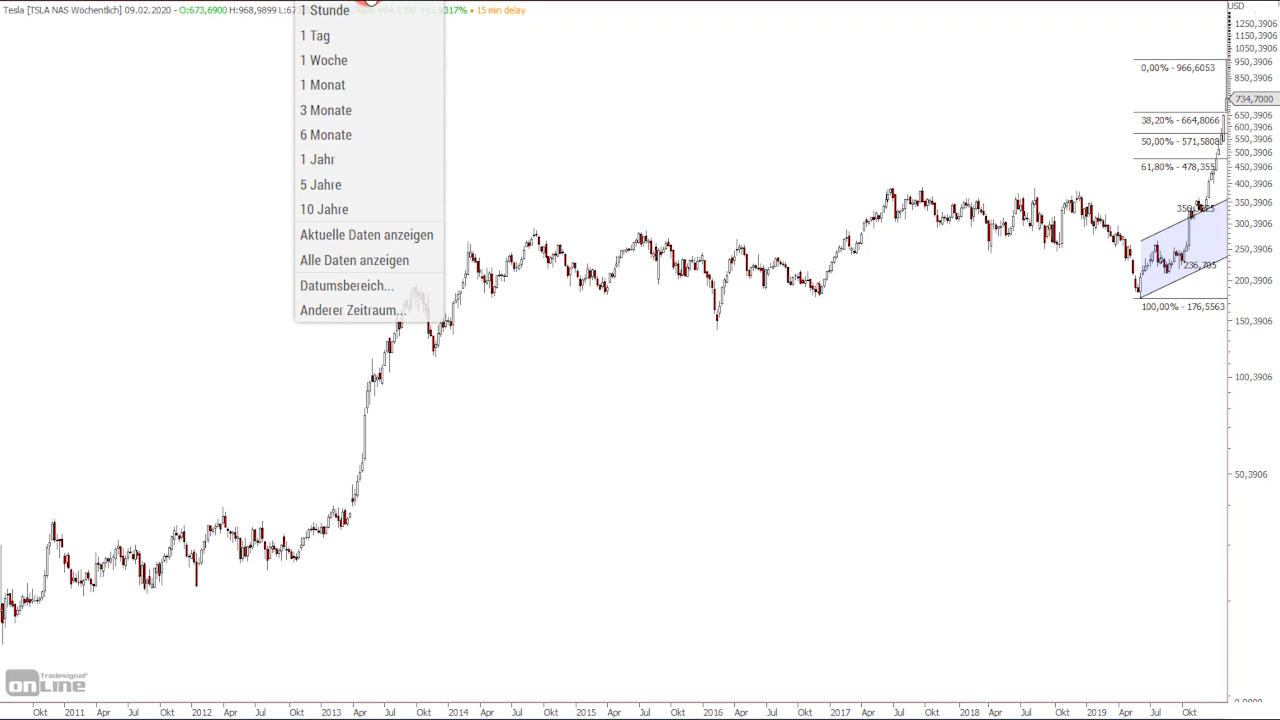 Tesla [TSLA NAS Wöchentlich] 09.02.2020 - O:673,6900 H:968,9899 L:67
317% • 15 min delay
USD
1 Stunde
1 Tag
1 Woche
1 Monat
3 Monate
6 Monate
1 Jahr
5 Jahre
10 Jahre
Aktuelle Daten anzeigen
Alle Daten anzeigen
Datumsbereich...
Anderer Zeitraum...
0,00% - 966,6053
38,20% - 664,8066
50,00% - 571,5808
61,80% - 478,355
236,705
100,00% - 176,5563
1250,3906
1150,3906
1050,3906
950,3906
850,3906
734,7000
650,3906
600,3906
550,3906
500,3906
450,3906
400,3906
350,3906
300,3906
250,3906
200,3906
150,3906
100,3906
50,3906
Tradesignal®
onLine
Okt 2011 Apr Jul Okt 2012 Apr Jul Okt 2013 Apr Jul Okt 2014 Apr Jul Okt 2015 Apr Jul Okt 2016 Apr Jul Okt 2017 Apr Jul Okt 2018 Apr Jul Okt 2019 Apr Jul Okt